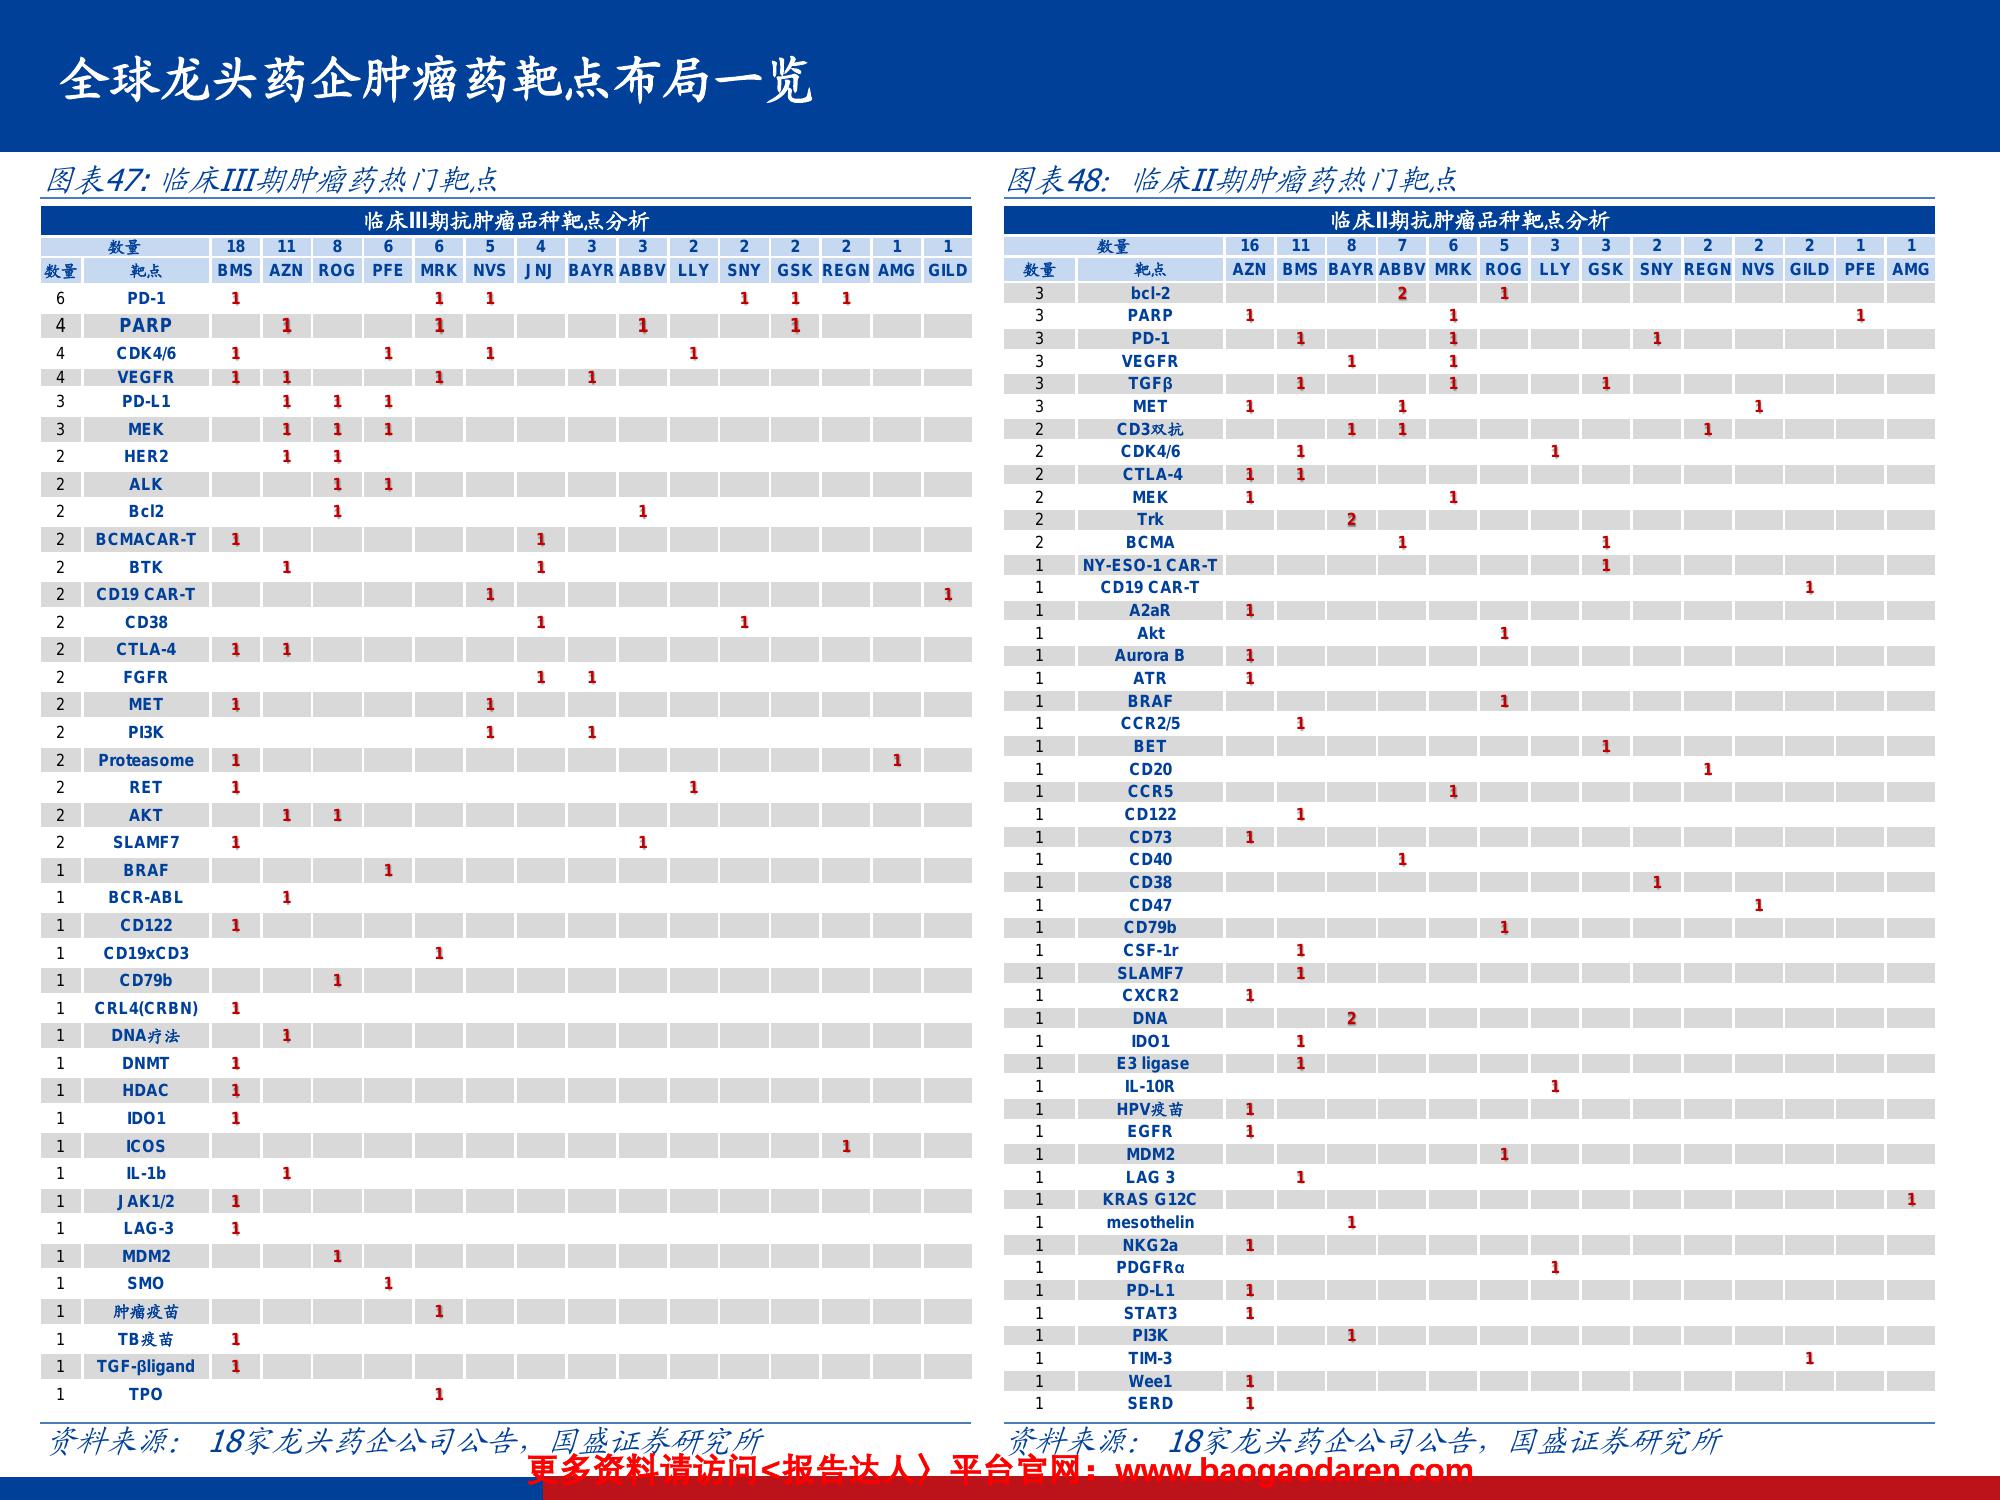 全球龙头药企肿瘤药靶点布局一览
图表47: 临床III期肿瘤药热门靶点
临床III期抗肿瘤品种靶点分析
数量 18 11 8 6 6 5 4 3 3 2 2 2 2 1 1
数量 靶点 BMS AZN ROG PFE MRK NVS JNJ BAYR ABBV LLY SNY GSK REGN AMG GILD
6 PD-1 1 1 1 1 1 1
4 PARP 1 1 1 1
4 CDK4/6 1 1 1 1
4 VEGFR 1 1 1 1
3 PD-L1 1 1 1
3 MEK 1 1 1
2 HER2 1 1
2 ALK 1 1
2 Bcl2 1 1
2 BCMACAR-T 1 1
2 BTK 1 1
2 CD19 CAR-T 1 1
2 CD38 1 1
2 CTLA-4 1 1
2 FGFR 1 1
2 MET 1 1
2 PI3K 1 1
2 Proteasome 1 1
2 RET 1 1
2 AKT 1 1
2 SLAMF7 1 1
1 BRAF 1
1 BCR-ABL 1
1 CD122 1
1 CD19xCD3 1
1 CD79b 1
1 CRL4(CRBN) 1
1 DNA疗法 1
1 DNMT 1
1 HDAC 1
1 IDO1 1
1 ICOS 1
1 IL-1b 1
1 JAK1/2 1
1 LAG-3 1
1 MDM2 1
1 SMO 1
1 肿瘤疫苗 1
1 TB疫苗 1
1 TGF-βligand 1
1 TPO 1
资料来源: 18家龙头药企公司公告，国盛证券研究所
图表48: 临床II期肿瘤药热门靶点
临床II期抗肿瘤品种靶点分析
数量 16 11 8 7 6 5 3 3 2 2 2 2 1 1
数量 靶点 AZN BMS BAYR ABBV MRK ROG LLY GSK SNY REGN NVS GILD PFE AMG
3 bcl-2 2 1
3 PARP 1 1 1
3 PD-1 1 1 1
3 VEGFR 1 1
3 TGFβ 1 1 1
3 MET 1 1 1
2 CD3双抗 1 1 1
2 CDK4/6 1 1
2 CTLA-4 1 1
2 MEK 1 1
2 Trk 2
2 BCMA 1 1
1 NY-ESO-1 CAR-T 1
1 CD19 CAR-T 1
1 A2aR 1
1 Akt 1
1 Aurora B 1
1 ATR 1
1 BRAF 1
1 CCR2/5 1
1 BET 1
1 CD20 1
1 CCR5 1
1 CD122 1
1 CD73 1
1 CD40 1
1 CD38 1
1 CD47 1
1 CD79b 1
1 CSF-1r 1
1 SLAMF7 1
1 CXCR2 1
1 DNA 2
1 IDO1 1
1 E3 ligase 1
1 IL-10R 1
1 HPV疫苗 1
1 EGFR 1
1 MDM2 1
1 LAG 3 1
1 KRAS G12C 1
1 mesothelin 1
1 NKG2a 1
1 PDGFRα 1
1 PD-L1 1
1 STAT3 1
1 PI3K 1
1 TIM-3 1
1 Wee1 1
1 SERD 1
资料来源: 18家龙头药企公司公告，国盛证券研究所
更多资料请访问<报告达人〉平台官网：www.baogaodaren.com